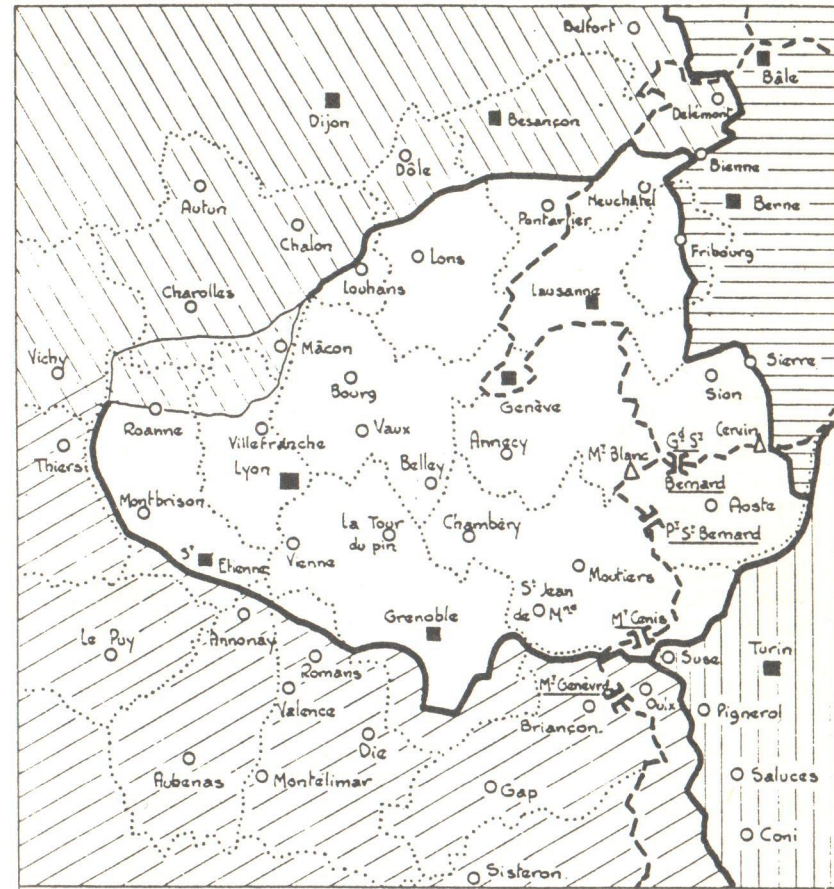 Belfort
Bâle
Delémont
Dijon
Besançon
Dôle
Bienne
Autun
Neuchâtel
Berne
Pontarlier
Chalon
Fribourg
Lons
Louhans
Lausanne
Charolles
Mâcon
Vichy
Sierre
Bourg
Genève
Sion
Roanne
Villefranche
Vaux
Annecy
Mt Blanc
Gd St
Bernard
Cervin
Thiers
Lyon
Belley
Aoste
Montbrison
La Tour
du pin
Chambéry
Pt St Bernard
St Etienne
Vienne
Moutiers
St Jean
de Mne
Grenoble
Mt Cenis
Annonay
Le Puy
Romans
Suse
Turin
Mt Genèvre
Oulx
Valence
Briançon
Pignerol
Die
Aubenas
Montélimar
Gap
Saluces
Coni
Sisteron